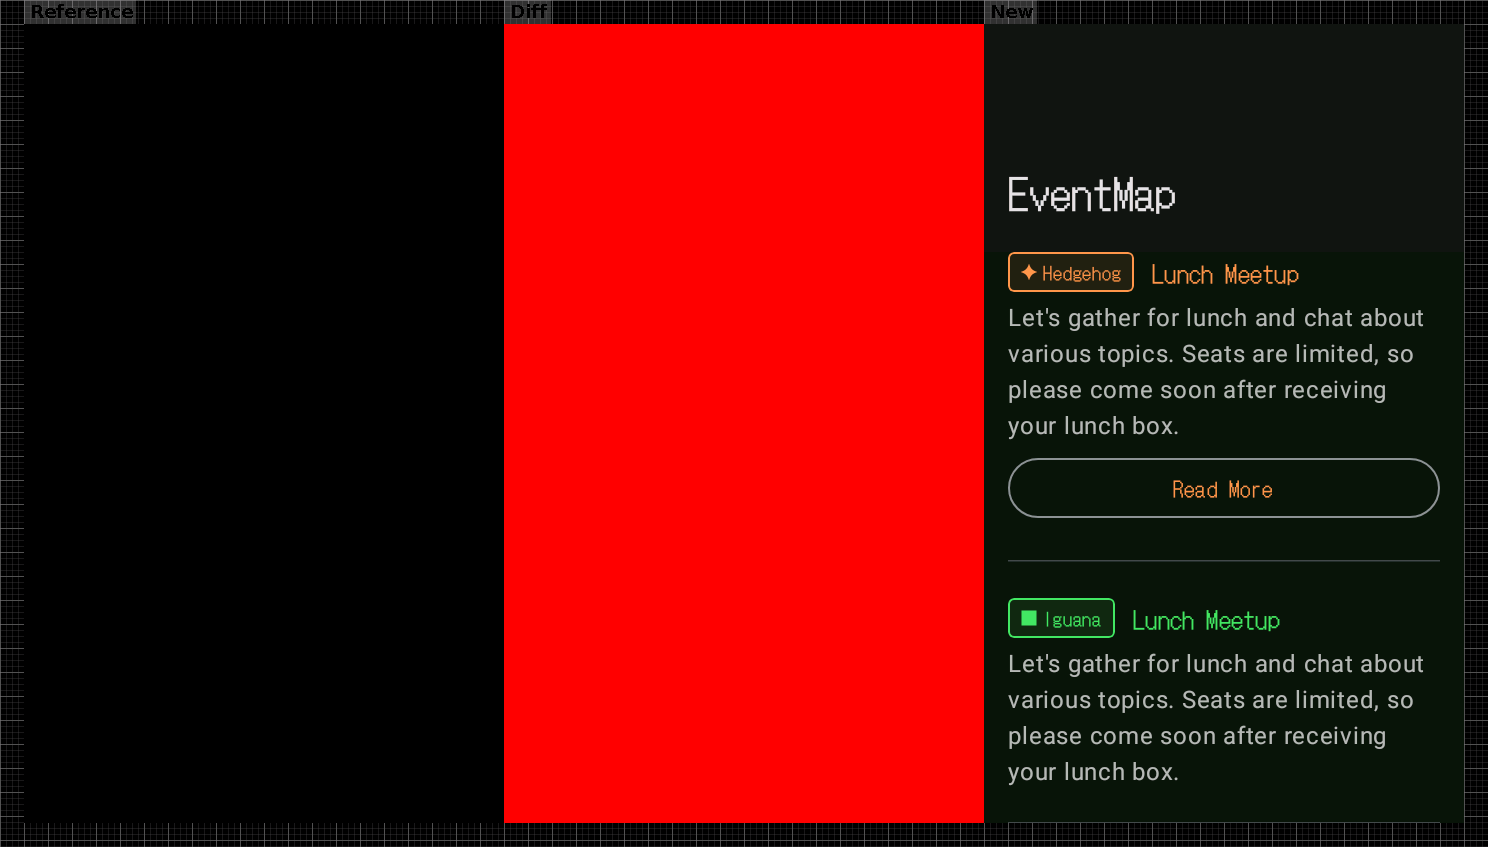 Reference
Diff
New
EventMap
Hedgehog Lunch Meetup
Let's gather for lunch and chat about
various topics. Seats are limited, so
please come soon after receiving
your lunch box.
Read More
Iguana Lunch Meetup
Let's gather for lunch and chat about
various topics. Seats are limited, so
please come soon after receiving
your lunch box.